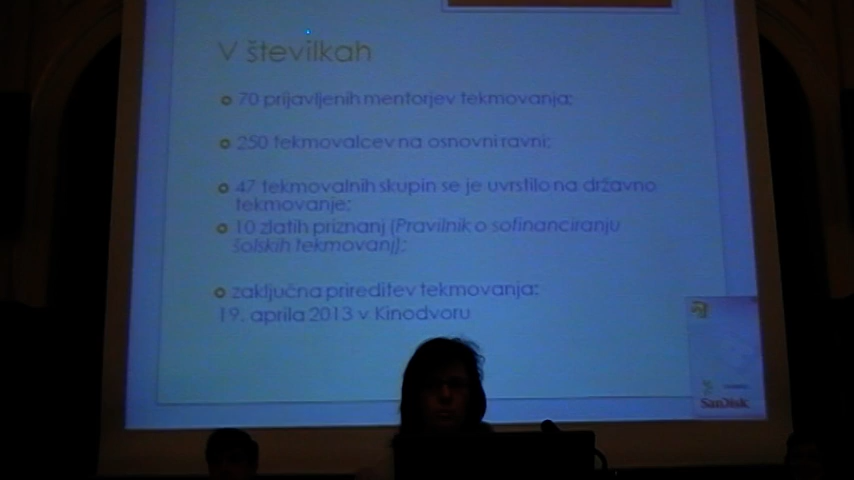 V številkah
70 prijavljenih mentorjev tekmovanja;
250 tekmovalcev na osnovni ravni;
47 tekmovalnih skupin se je uvrstilo na državno
tekmovanje;
10 zlatih priznanj (Pravilnik o sofinanciranju
šolskih tekmovanj);
zaključna prireditev tekmovanja:
19. aprila 2013 v Kinodvoru
SanDisk